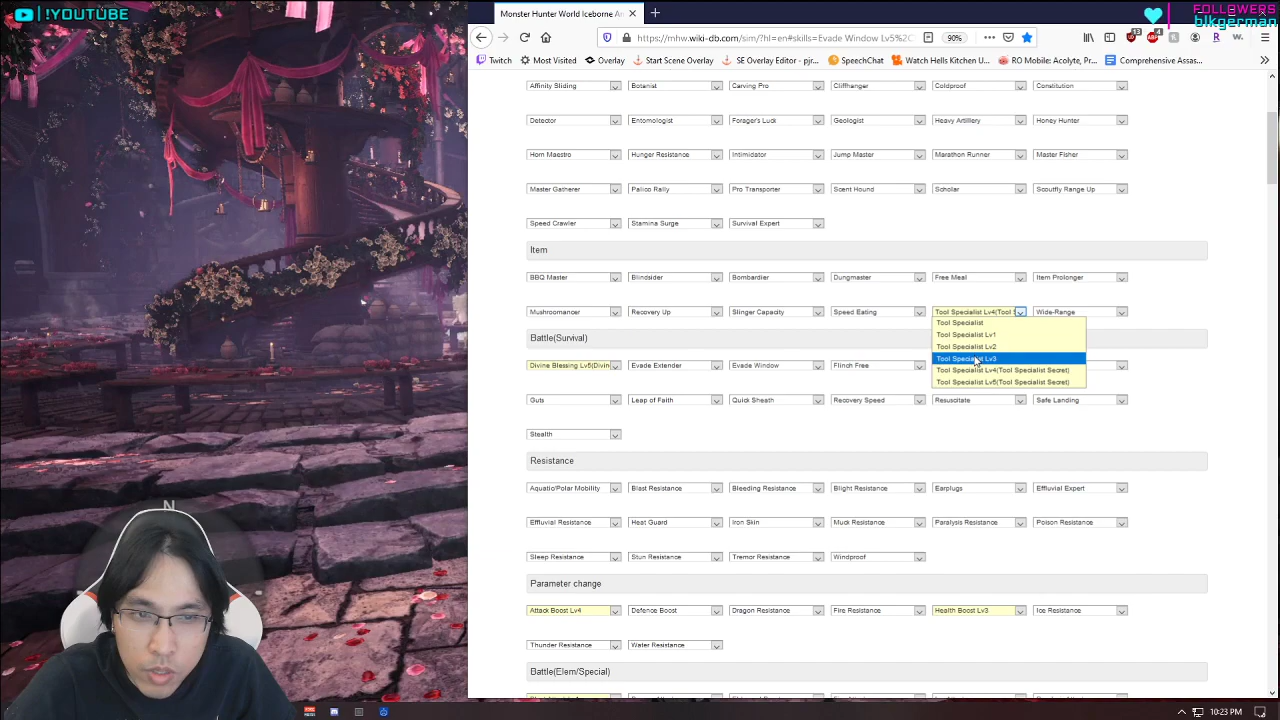 !YOUTUBE
FOLLOWERS
blkgerman
Monster Hunter World Iceborne An
https://mhw.wiki-db.com/sim/?hl=en#skills=Evade Window Lv5%2C
90%
Twitch
Most Visited
Overlay
Start Scene Overlay
SE Overlay Editor - pjr...
SpeechChat
Watch Hells Kitchen U...
RO Mobile: Acolyte, Pr...
Comprehensive Assas...
Affinity Sliding
Botanist
Carving Pro
Cliffhanger
Coldproof
Constitution
Detector
Entomologist
Forager's Luck
Geologist
Heavy Artillery
Honey Hunter
Horn Maestro
Hunger Resistance
Intimidator
Jump Master
Marathon Runner
Master Fisher
Master Gatherer
Palico Rally
Pro Transporter
Scent Hound
Scholar
Scoutfly Range Up
Speed Crawler
Stamina Surge
Survival Expert
Item
BBQ Master
Blindsider
Bombardier
Dungmaster
Free Meal
Item Prolonger
Mushroomancer
Recovery Up
Slinger Capacity
Speed Eating
Tool Specialist Lv4(Tool S
Wide-Range
Tool Specialist
Tool Specialist Lv1
Tool Specialist Lv2
Tool Specialist Lv3
Tool Specialist Lv4(Tool Specialist Secret)
Tool Specialist Lv5(Tool Specialist Secret)
Battle(Survival)
Divine Blessing Lv5(Divin
Evade Extender
Evade Window
Flinch Free
Guts
Leap of Faith
Quick Sheath
Recovery Speed
Resuscitate
Safe Landing
Stealth
Resistance
Aquatic/Polar Mobility
Blast Resistance
Bleeding Resistance
Blight Resistance
Earplugs
Effluvial Expert
Effluvial Resistance
Heat Guard
Iron Skin
Muck Resistance
Paralysis Resistance
Poison Resistance
Sleep Resistance
Stun Resistance
Tremor Resistance
Windproof
Parameter change
Attack Boost Lv4
Defence Boost
Dragon Resistance
Fire Resistance
Health Boost Lv3
Ice Resistance
Thunder Resistance
Water Resistance
Battle(Elem/Special)
N
10:23 PM